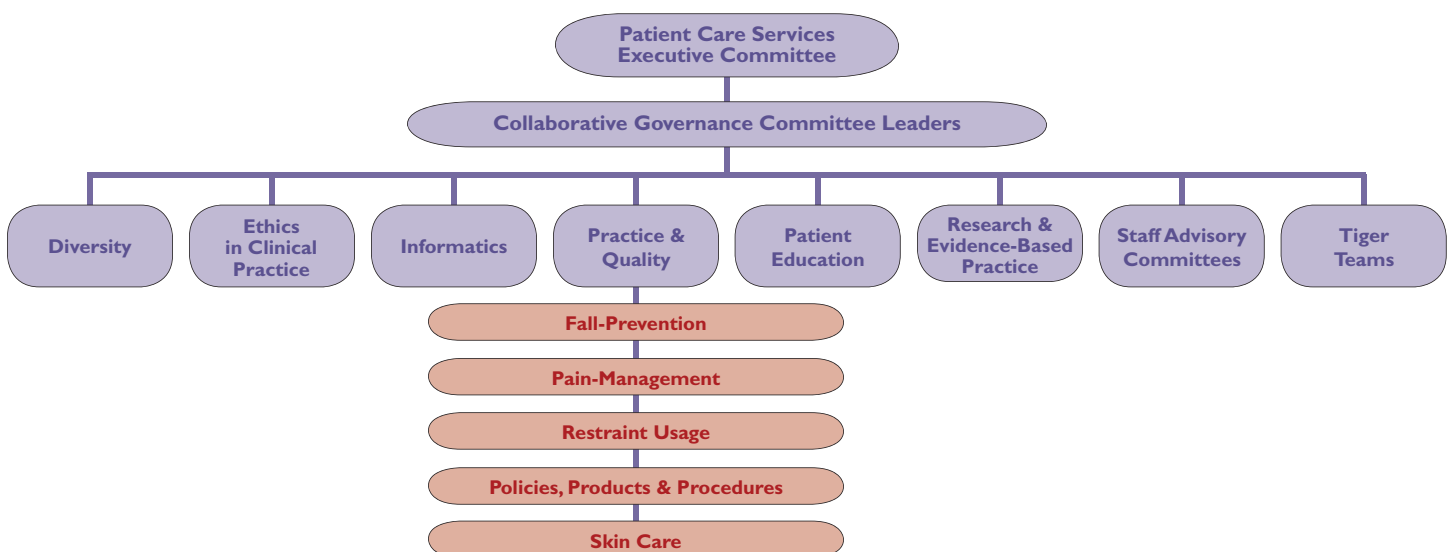 Patient Care Services
Executive Committee
Collaborative Governance Committee Leaders
Diversity
Ethics
in Clinical
Practice
Informatics
Practice &
Quality
Patient
Education
Research &
Evidence-Based
Practice
Staff Advisory
Committees
Tiger
Teams
Fall-Prevention
Pain-Management
Restraint Usage
Policies, Products & Procedures
Skin Care